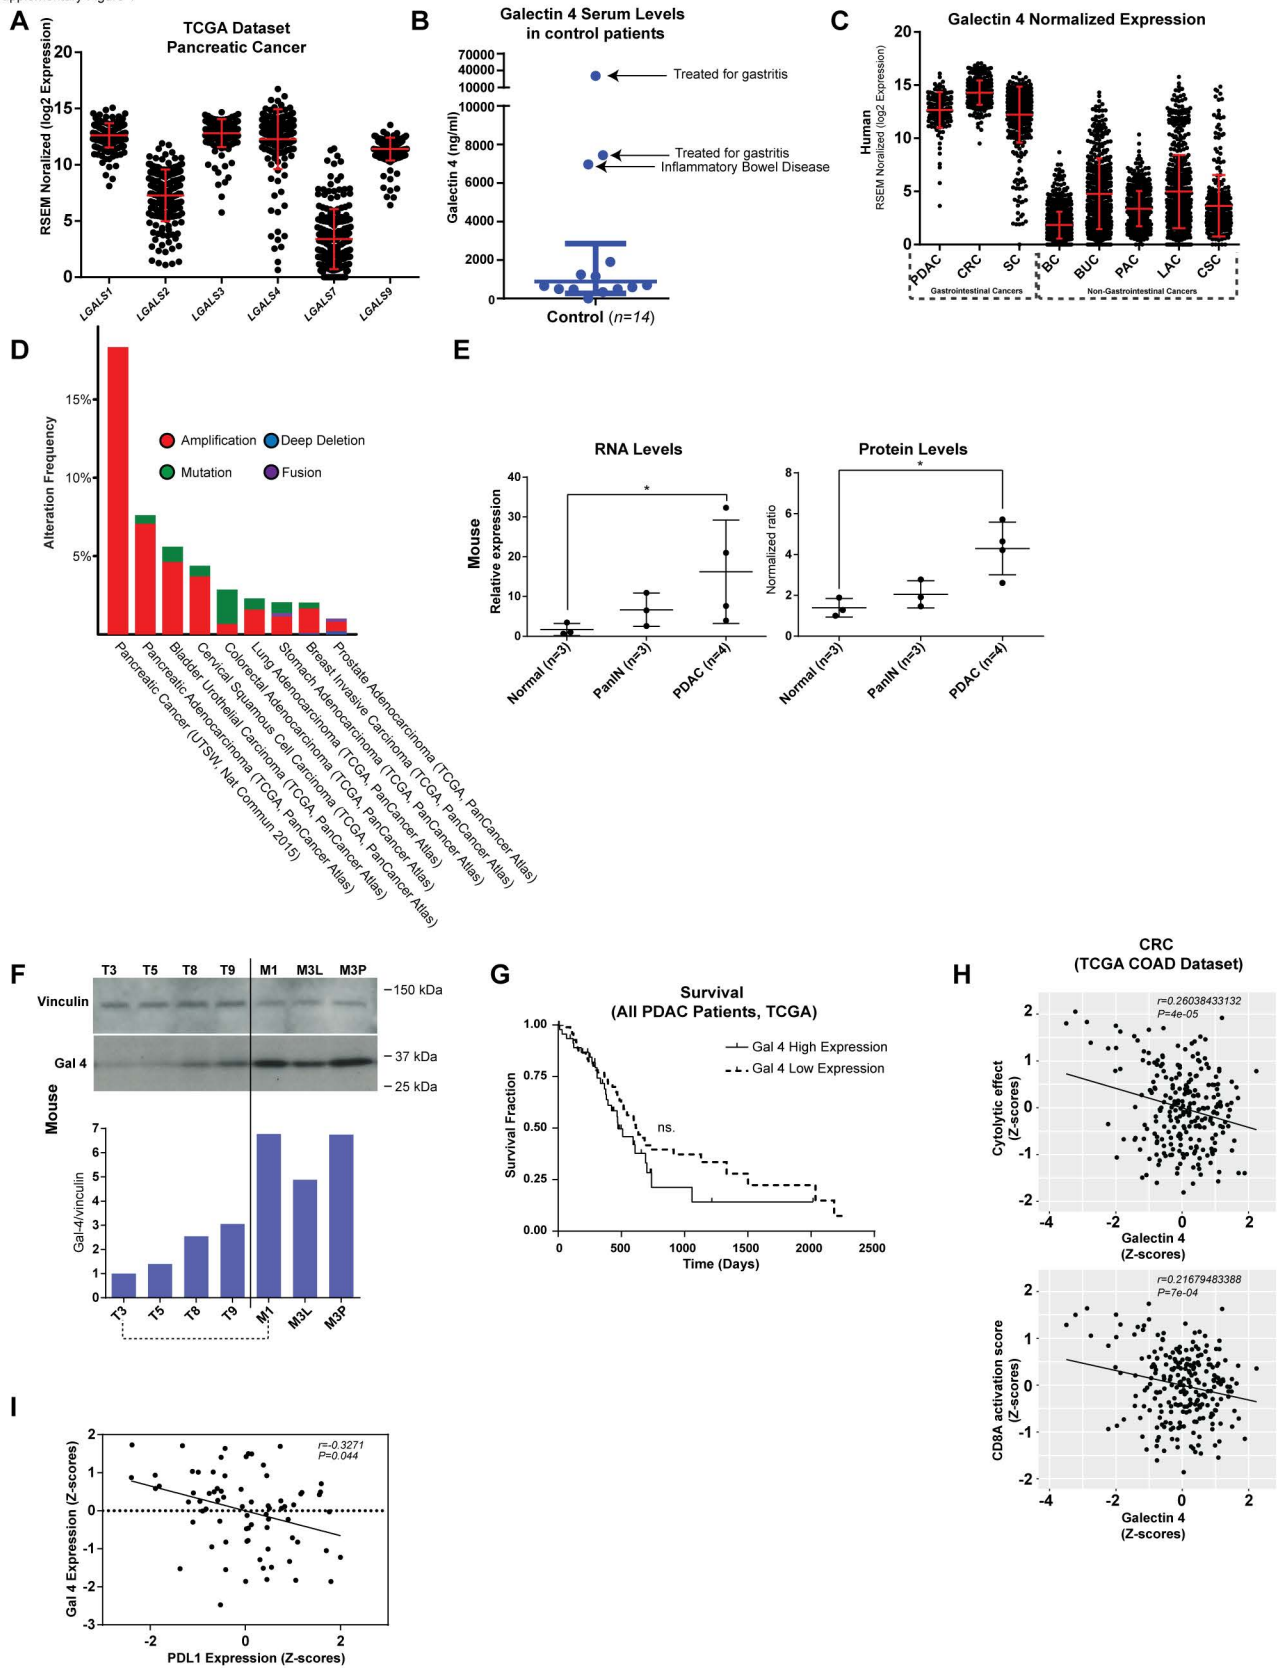 A
TCGA Dataset
Pancreatic Cancer
RSEM Noralized (log2 Expression)
20
15
10
5
0
LGALS1
LGALS2
LGALS3
LGALS4
LGALS7
LGALS9
B
Galectin 4 Serum Levels
in control patients
Galectin 4 (ng/ml)
70000
40000
10000
10000
8000
6000
4000
2000
0
Treated for gastritis
Treated for gastritis
Inflammatory Bowel Disease
Control (n=14)
C
Galectin 4 Normalized Expression
Human
RSEM Noralized (log2 Expression)
20
15
10
5
0
PDAC
CRC
SC
BC
BUC
PAC
LAC
CSC
Gastrointestinal Cancers
Non-Gastrointestinal Cancers
D
Alteration Frequency
15%
10%
5%
Amplification
Deep Deletion
Mutation
Fusion
Pancreatic Cancer (UTSW, Nat Commun 2015)
Pancreatic Adenocarcinoma (TCGA, PanCancer Atlas)
Bladder Urothelial Carcinoma (TCGA, PanCancer Atlas)
Cervical Squamous Cell Carcinoma (TCGA, PanCancer Atlas)
Colorectal Adenocarcinoma (TCGA, PanCancer Atlas)
Lung Adenocarcinoma (TCGA, PanCancer Atlas)
Stomach Adenocarcinoma (TCGA, PanCancer Atlas)
Breast Invasive Carcinoma (TCGA, PanCancer Atlas)
Prostate Adenocarcinoma (TCGA, PanCancer Atlas)
E
Mouse
RNA Levels
Relative expression
40
30
20
10
0
*
Normal (n=3)
PanIN (n=3)
PDAC (n=4)
Protein Levels
Normalized ratio
8
6
4
2
0
*
Normal (n=3)
PanIN (n=3)
PDAC (n=4)
F
T3 T5 T8 T9 M1 M3L M3P
Vinculin
150 kDa
Gal 4
37 kDa
25 kDa
Mouse
Gal-4/vinculin
7
6
5
4
3
2
1
0
T3
T5
T8
T9
M1
M3L
M3P
G
Survival
(All PDAC Patients, TCGA)
Survival Fraction
1.00
0.75
0.50
0.25
0.00
Gal 4 High Expression
Gal 4 Low Expression
ns.
0 500 1000 1500 2000 2500
Time (Days)
H
CRC
(TCGA COAD Dataset)
r=0.26038433132
P=4e-05
Cytolytic effect
(Z-scores)
2
1
0
-1
-2
-4 -2 0 2
Galectin 4
(Z-scores)
r=0.21679483388
P=7e-04
CD8A activation score
(Z-scores)
2
1
0
-1
-2
-4 -2 0 2
Galectin 4
(Z-scores)
I
r=-0.3271
P=0.044
Gal 4 Expression (Z-scores)
2
1
0
-1
-2
-3
-2 0 2
PDL1 Expression (Z-scores)